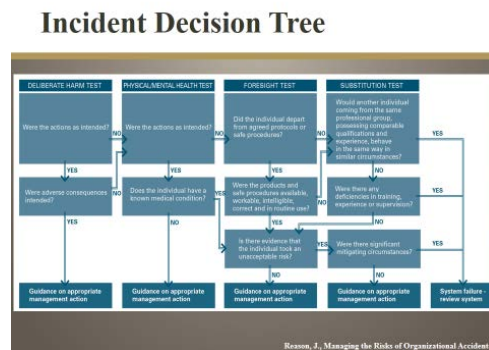 Incident Decision Tree
DELIBERATE HARM TEST
PHYSICAL/MENTAL HEALTH TEST
FORESIGHT TEST
SUBSTITUTION TEST
Were the actions as intended?
NO
Were the actions as intended?
NO
Did the individual depart
from agreed protocols or
safe procedures?
NO
Would another individual
coming from the same
professional group,
possessing comparable
qualifications and
experience, behave
in the same way in
similar circumstances?
YES
YES
YES
YES
NO
Were adverse consequences
intended?
NO
Does the individual have a
known medical condition?
YES
Were the products and
safe procedures available,
workable, intelligible,
correct and in routine use?
NO
Were there any
deficiencies in training,
experience or supervision?
YES
YES
NO
YES
NO
Is there evidence that
the individual took an
unacceptable risk?
YES
Were there significant
mitigating circumstances?
YES
NO
NO
Guidance on appropriate
management action
Guidance on appropriate
management action
Guidance on appropriate
management action
Guidance on appropriate
management action
System failure -
review system
Reason, J., Managing the Risks of Organizational Accident